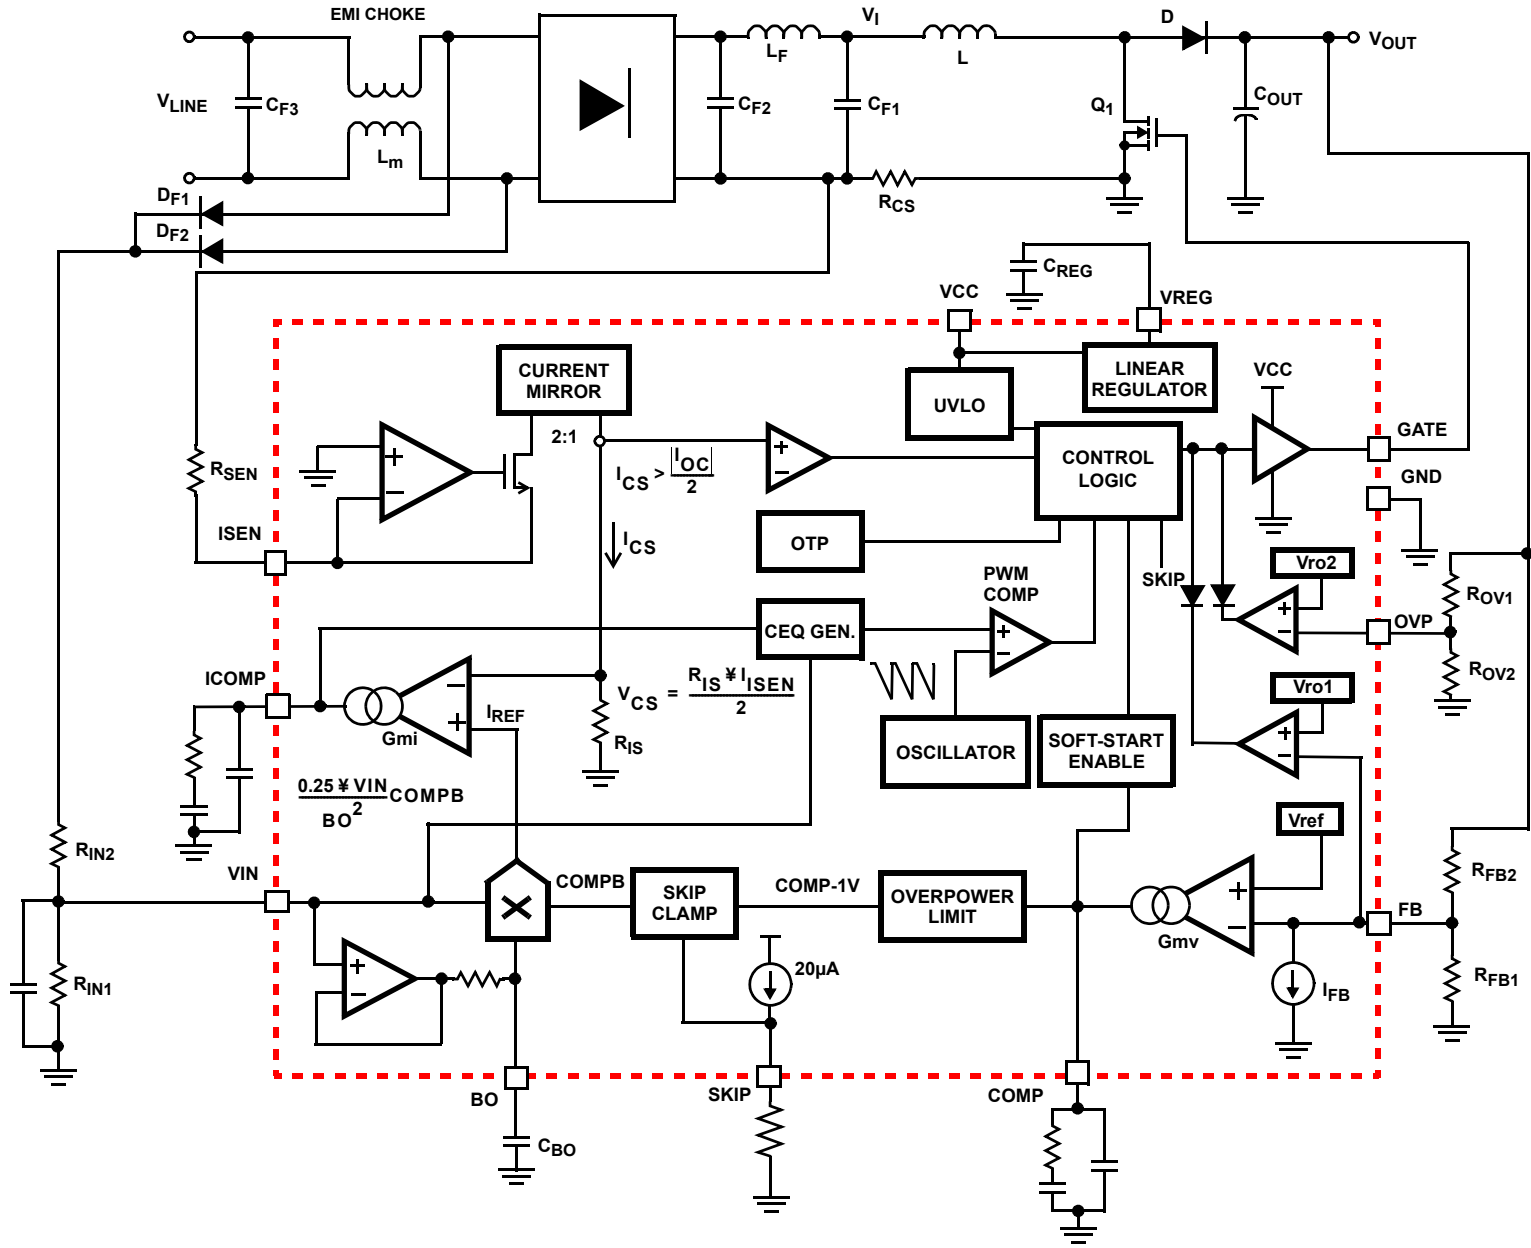 EMI CHOKE
VI
D
VOUT
LF
L
VLINE
CF3
CF2
CF1
Q1
COUT
Lm
DF1
RCS
DF2
CREG
VCC
VREG
CURRENT
MIRROR
LINEAR
REGULATOR
VCC
UVLO
2:1
GATE
RSEN
ICS > |IOC|
2
CONTROL
LOGIC
GND
ISEN
ICS
OTP
SKIP
Vro2
PWM
COMP
ROV1
CEQ GEN.
OVP
ICOMP
VCS = RIS ¥ IISEN
2
ROV2
Vro1
IREF
Gmi
RIS
OSCILLATOR
SOFT-START
ENABLE
0.25 ¥ VIN
BO2
COMPB
Vref
RIN2
VIN
COMPB
SKIP
CLAMP
COMP-1V
OVERPOWER
LIMIT
RFB2
FB
Gmv
20µA
RIN1
IFB
RFB1
BO
SKIP
COMP
CBO